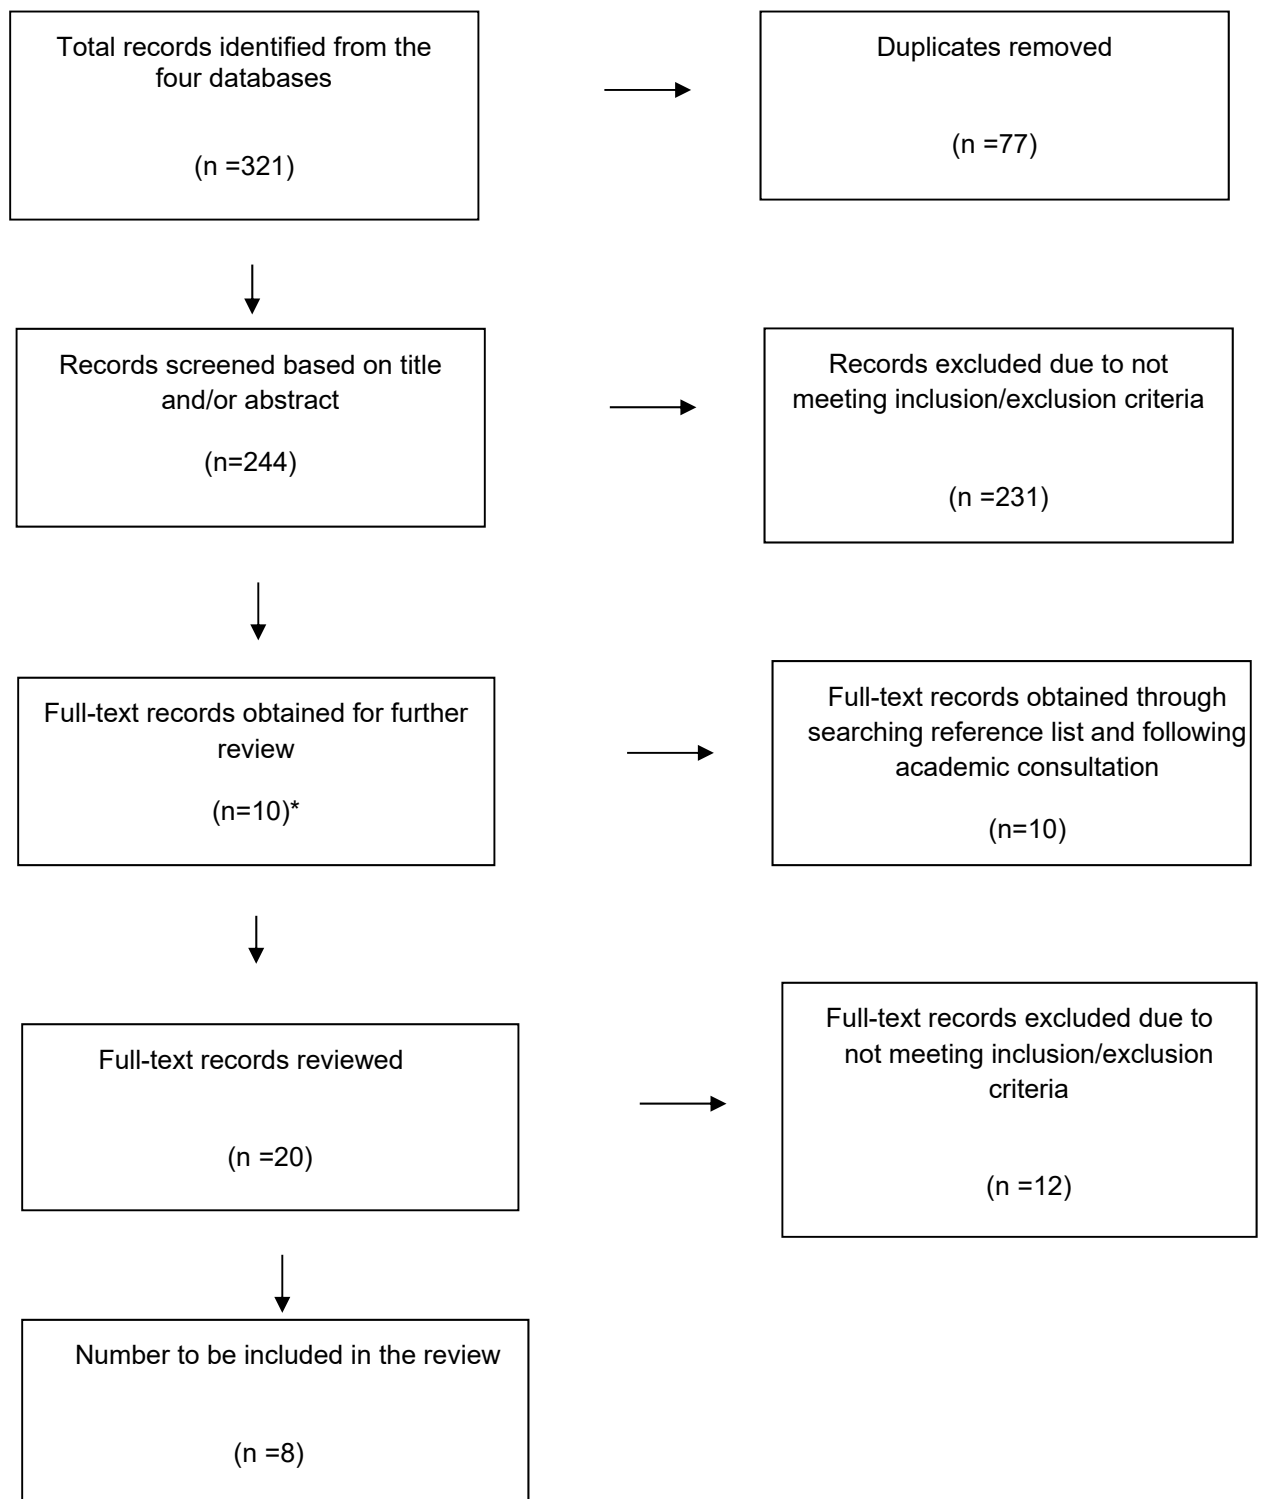 Total records identified from the
four databases
(n =321)
Duplicates removed
(n =77)
Records screened based on title
and/or abstract
(n=244)
Records excluded due to not
meeting inclusion/exclusion criteria
(n =231)
Full-text records obtained for further
review
(n=10)*
Full-text records obtained through
searching reference list and following
academic consultation
(n=10)
Full-text records reviewed
(n =20)
Full-text records excluded due to
not meeting inclusion/exclusion
criteria
(n =12)
Number to be included in the review
(n =8)